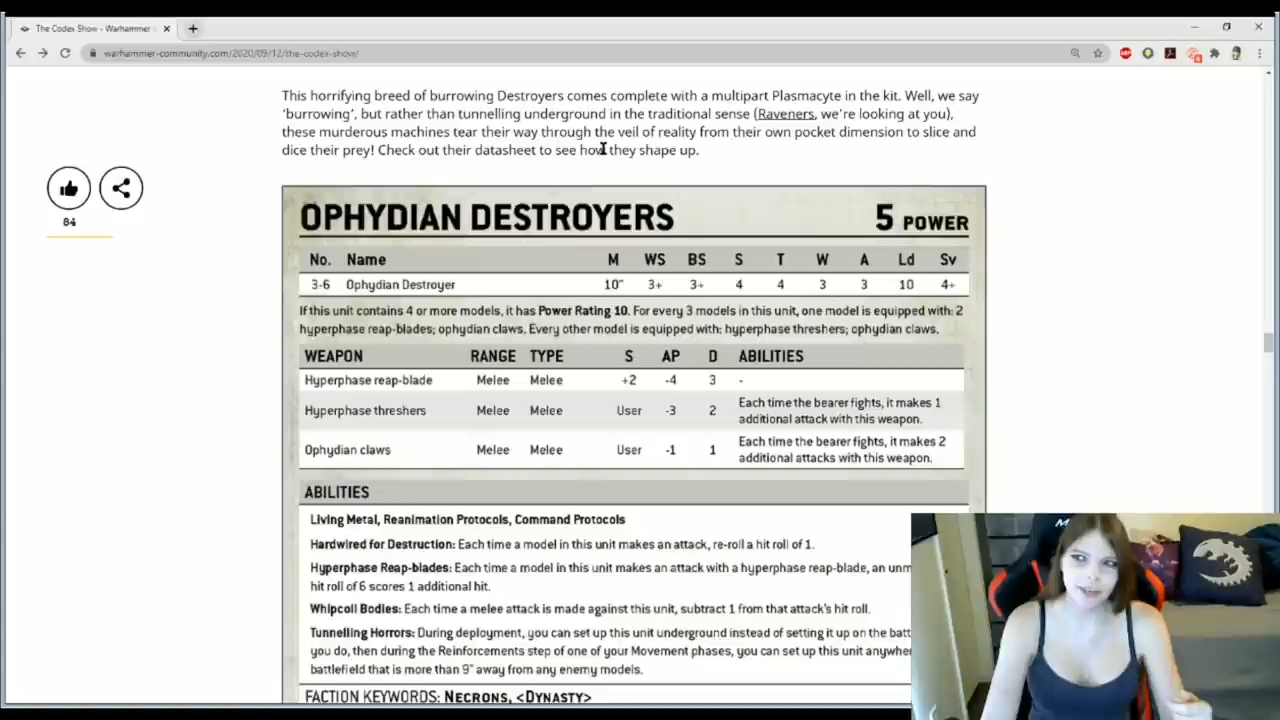 The Codex Show - Warhammer
warhammer-community.com/2020/09/12/the-codex-show/
This horrifying breed of burrowing Destroyers comes complete with a multipart Plasmacyte in the kit. Well, we say
‘burrowing’, but rather than tunnelling underground in the traditional sense (Raveners, we’re looking at you),
these murderous machines tear their way through the veil of reality from their own pocket dimension to slice and
dice their prey! Check out their datasheet to see how they shape up.
84
OPHYDIAN DESTROYERS 5 POWER
No. Name M WS BS S T W A Ld Sv
3-6 Ophydian Destroyer 10" 3+ 3+ 4 4 3 3 10 4+
If this unit contains 4 or more models, it has Power Rating 10. For every 3 models in this unit, one model is equipped with: 2
hyperphase reap-blades; ophydian claws. Every other model is equipped with: hyperphase threshers; ophydian claws.
WEAPON RANGE TYPE S AP D ABILITIES
Hyperphase reap-blade Melee Melee +2 -4 3 -
Hyperphase threshers Melee Melee User -3 2 Each time the bearer fights, it makes 1
additional attack with this weapon.
Ophydian claws Melee Melee User -1 1 Each time the bearer fights, it makes 2
additional attacks with this weapon.
ABILITIES
Living Metal, Reanimation Protocols, Command Protocols
Hardwired for Destruction: Each time a model in this unit makes an attack, re-roll a hit roll of 1.
Hyperphase Reap-blades: Each time a model in this unit makes an attack with a hyperphase reap-blade, an unm
hit roll of 6 scores 1 additional hit.
Whipcoil Bodies: Each time a melee attack is made against this unit, subtract 1 from that attack's hit roll.
Tunnelling Horrors: During deployment, you can set up this unit underground instead of setting it up on the batt
you do, then during the Reinforcements step of one of your Movement phases, you can set up this unit anywhe
battlefield that is more than 9" away from any enemy models.
FACTION KEYWORDS: NECRONS, <DYNASTY>